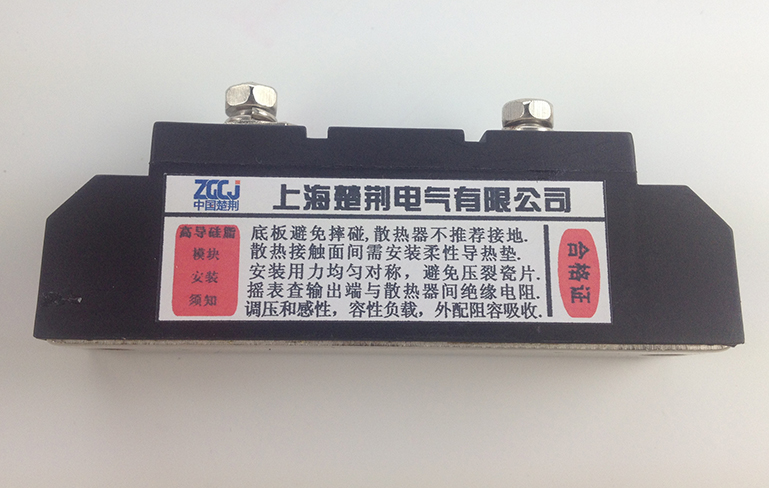 ZGCJ
中国楚荆
上海楚荆电气有限公司
高导硅脂
模块
安装
须知
底板避免摔碰,散热器不推荐接地.
散热接触面间需安装柔性导热垫.
安装用力均匀对称，避免压裂瓷片.
摇表查输出端与散热器间绝缘电阻.
调压和感性，容性负载，外配阻容吸收.
合格证